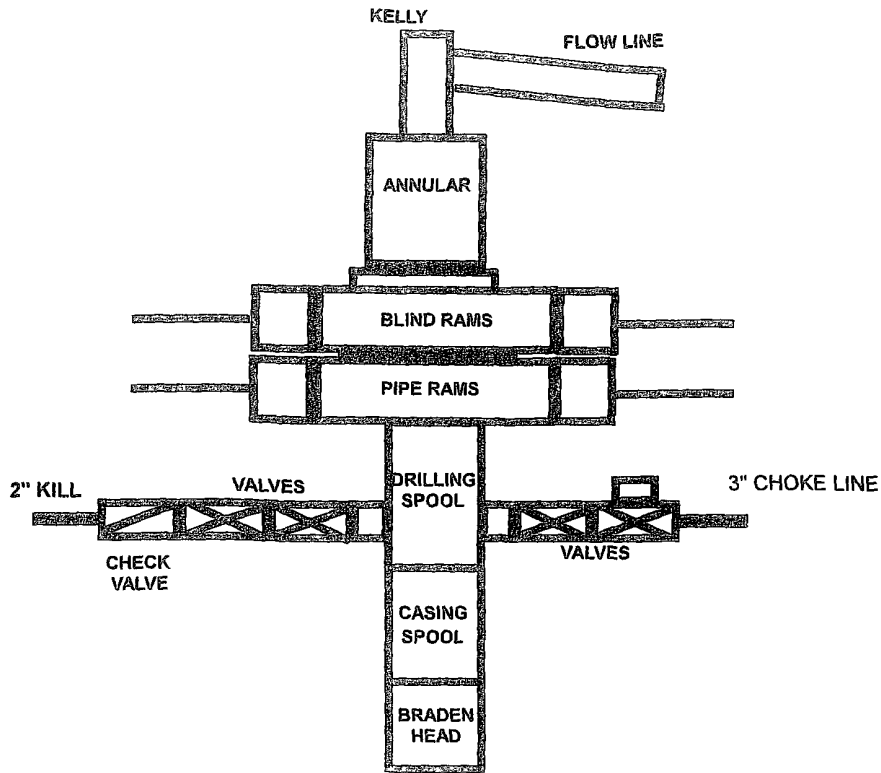 KELLY
FLOW LINE
ANNULAR
BLIND RAMS
PIPE RAMS
2" KILL
VALVES
DRILLING
SPOOL
3" CHOKE LINE
CHECK
VALVE
VALVES
CASING
SPOOL
BRADEN
HEAD